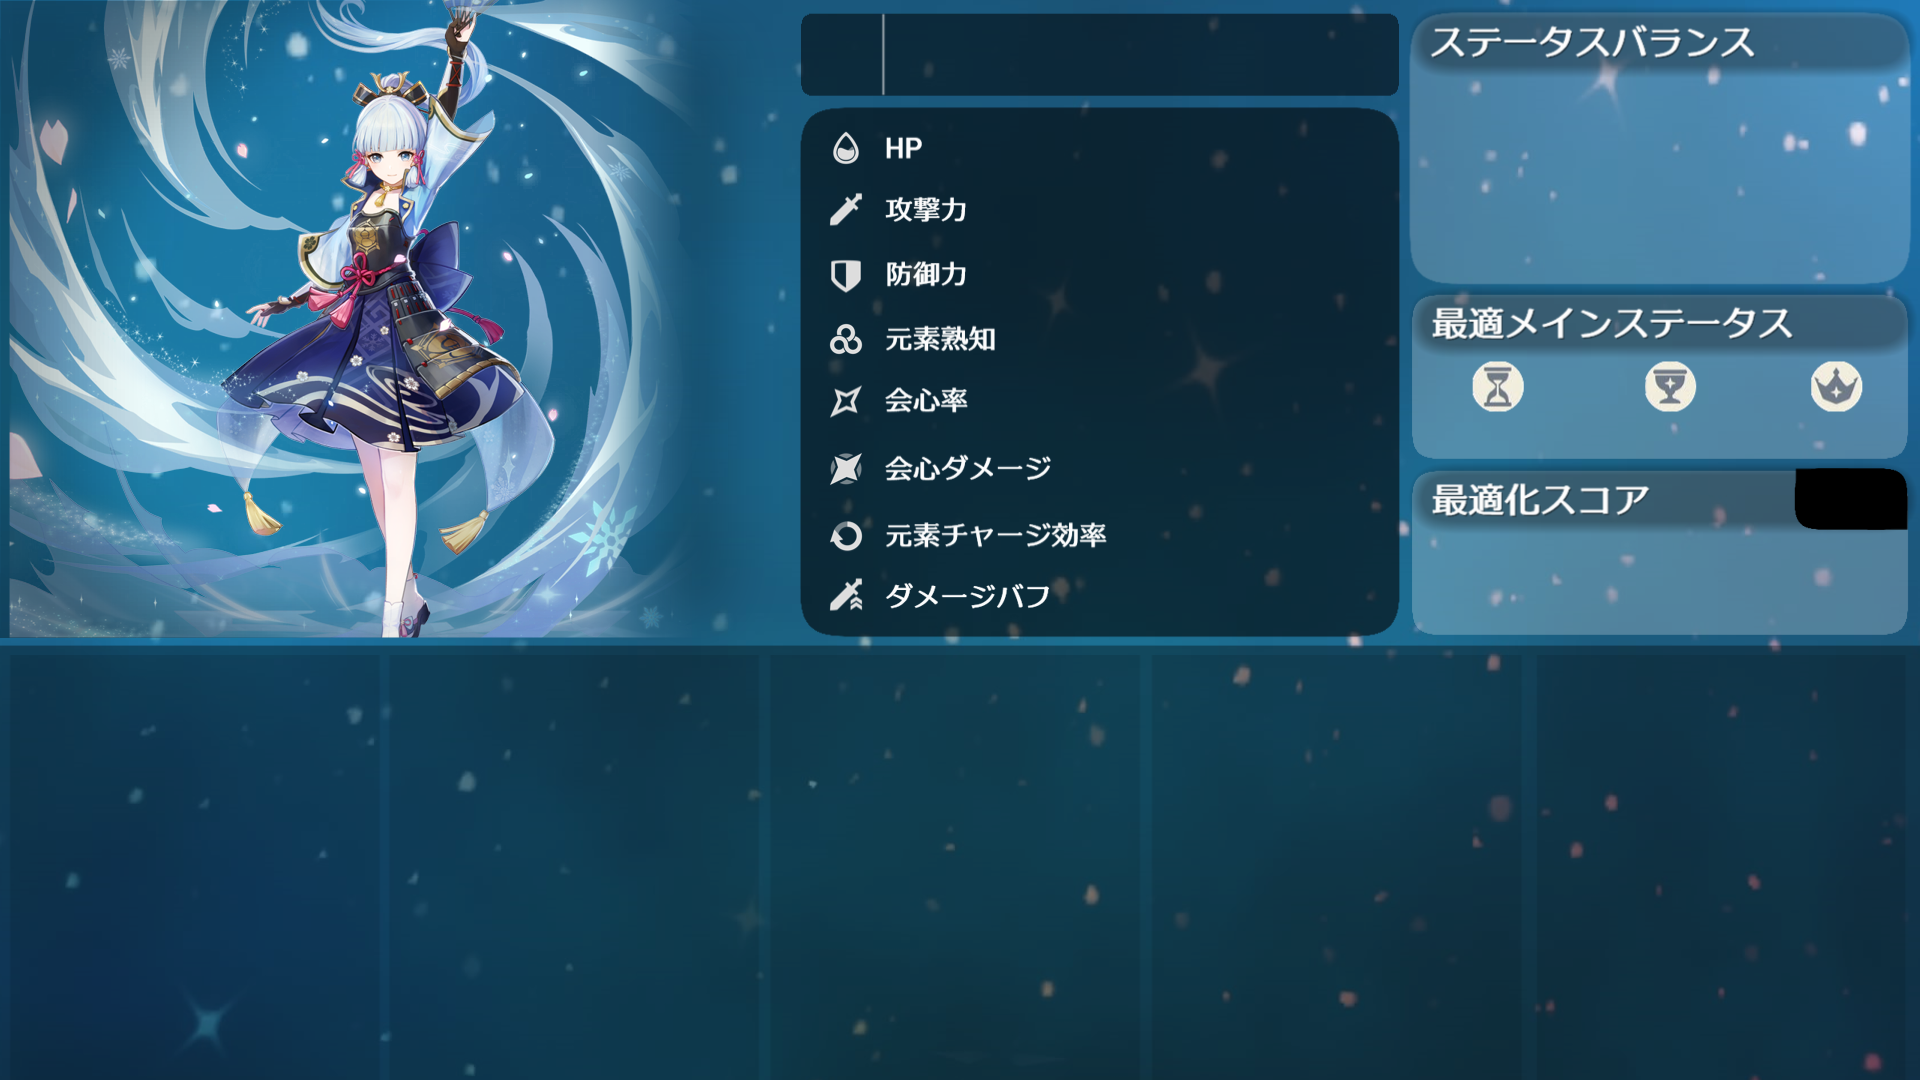 HP
攻撃力
防御力
元素熟知
会心率
会心ダメージ
元素チャージ効率
ダメージバフ
ステータスバランス
最適メインステータス
最適化スコア